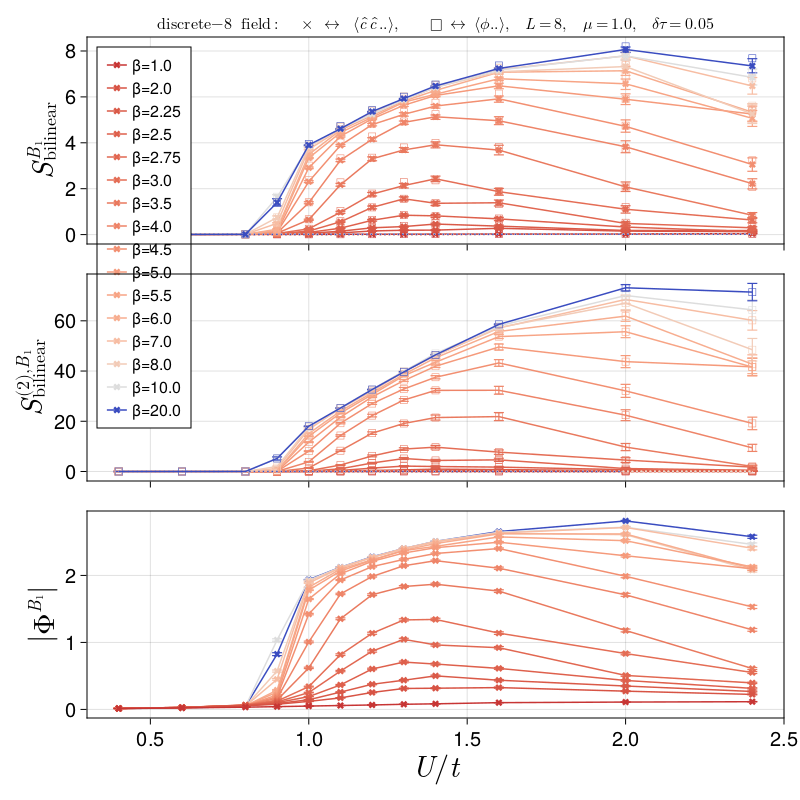 discrete−8 field: × ↔ ⟨ĉ ĉ..⟩, □ ↔ ⟨ϕ..⟩, L=8, μ=1.0, δτ=0.05
8
6
4
2
0
S^{B_1}_{bilinear}
β=1.0
β=2.0
β=2.25
β=2.5
β=2.75
β=3.0
β=3.5
β=4.0
β=4.5
β=5.0
β=5.5
β=6.0
β=7.0
β=8.0
β=10.0
β=20.0
60
40
20
0
S^{(2),B_1}_{bilinear}
2
1
0
|Φ^{B_1}|
0.5 1.0 1.5 2.0 2.5
U/t